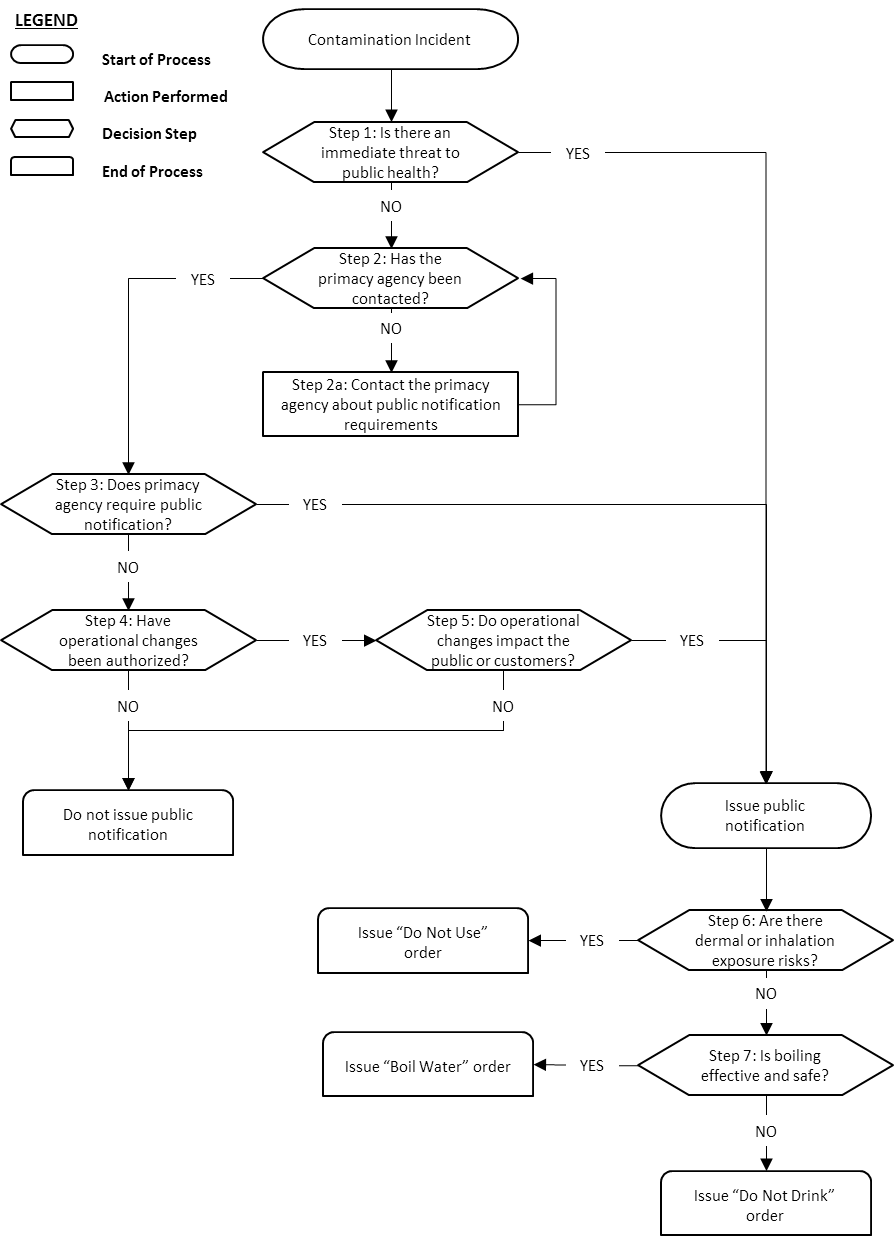 LEGEND
Start of Process
Action Performed
Decision Step
End of Process
Contamination Incident
Step 1: Is there an
immediate threat to
public health?
YES
NO
Step 2: Has the
primacy agency been
contacted?
YES
NO
Step 2a: Contact the primacy
agency about public notification
requirements
Step 3: Does primacy
agency require public
notification?
YES
NO
Step 4: Have
operational changes
been authorized?
YES
Step 5: Do operational
changes impact the
public or customers?
YES
NO
NO
Do not issue public
notification
Issue public
notification
Step 6: Are there
dermal or inhalation
exposure risks?
YES
Issue “Do Not Use”
order
NO
Step 7: Is boiling
effective and safe?
YES
Issue “Boil Water” order
NO
Issue “Do Not Drink”
order